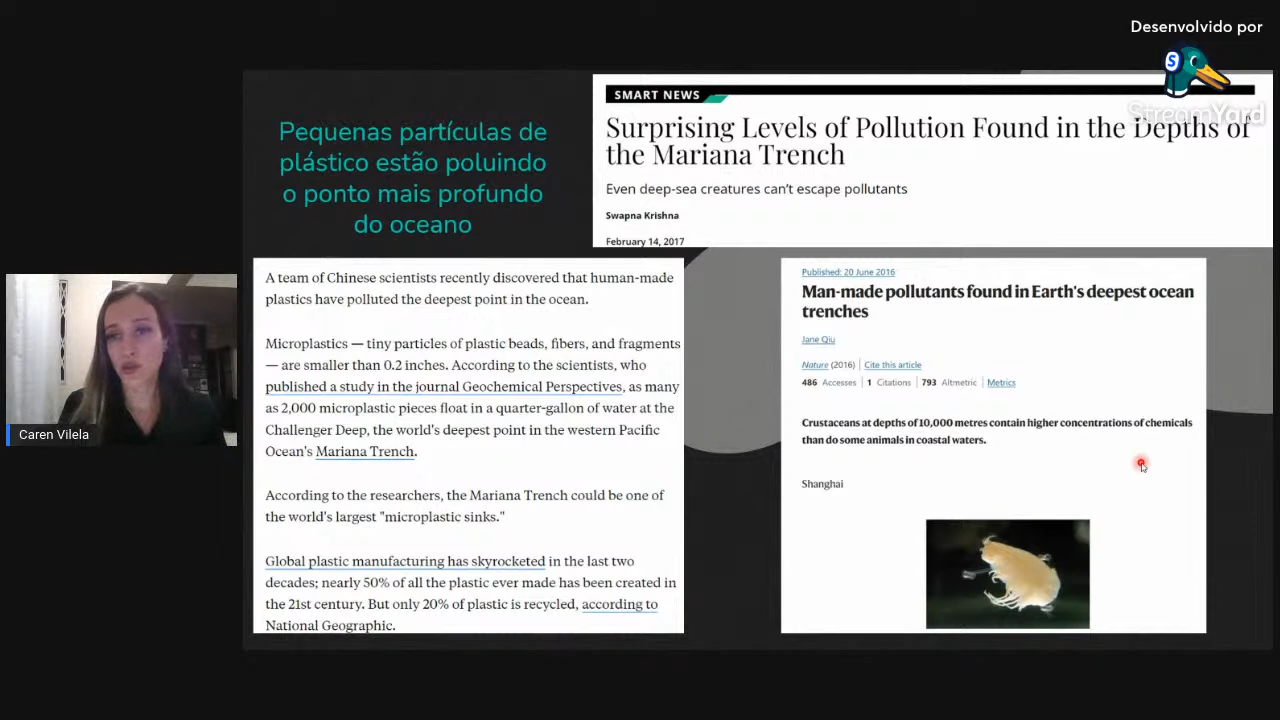 Desenvolvido por
S
StreamYard
Pequenas partículas de
plástico estão poluindo
o ponto mais profundo
do oceano
SMART NEWS
Surprising Levels of Pollution Found in the Depths of
the Mariana Trench
Even deep-sea creatures can't escape pollutants
Swapna Krishna
February 14, 2017
A team of Chinese scientists recently discovered that human-made
plastics have polluted the deepest point in the ocean.
Microplastics — tiny particles of plastic beads, fibers, and fragments
— are smaller than 0.2 inches. According to the scientists, who
published a study in the journal Geochemical Perspectives, as many
as 2,000 microplastic pieces float in a quarter-gallon of water at the
Challenger Deep, the world's deepest point in the western Pacific
Ocean's Mariana Trench.
According to the researchers, the Mariana Trench could be one of
the world's largest "microplastic sinks."
Global plastic manufacturing has skyrocketed in the last two
decades; nearly 50% of all the plastic ever made has been created in
the 21st century. But only 20% of plastic is recycled, according to
National Geographic.
Published: 20 June 2016
Man-made pollutants found in Earth's deepest ocean
trenches
Jane Qiu
Nature (2016) Cite this article
486 Accesses 1 Citations 793 Altmetric Metrics
Crustaceans at depths of 10,000 metres contain higher concentrations of chemicals
than do some animals in coastal waters.
Shanghai
Caren Vilela